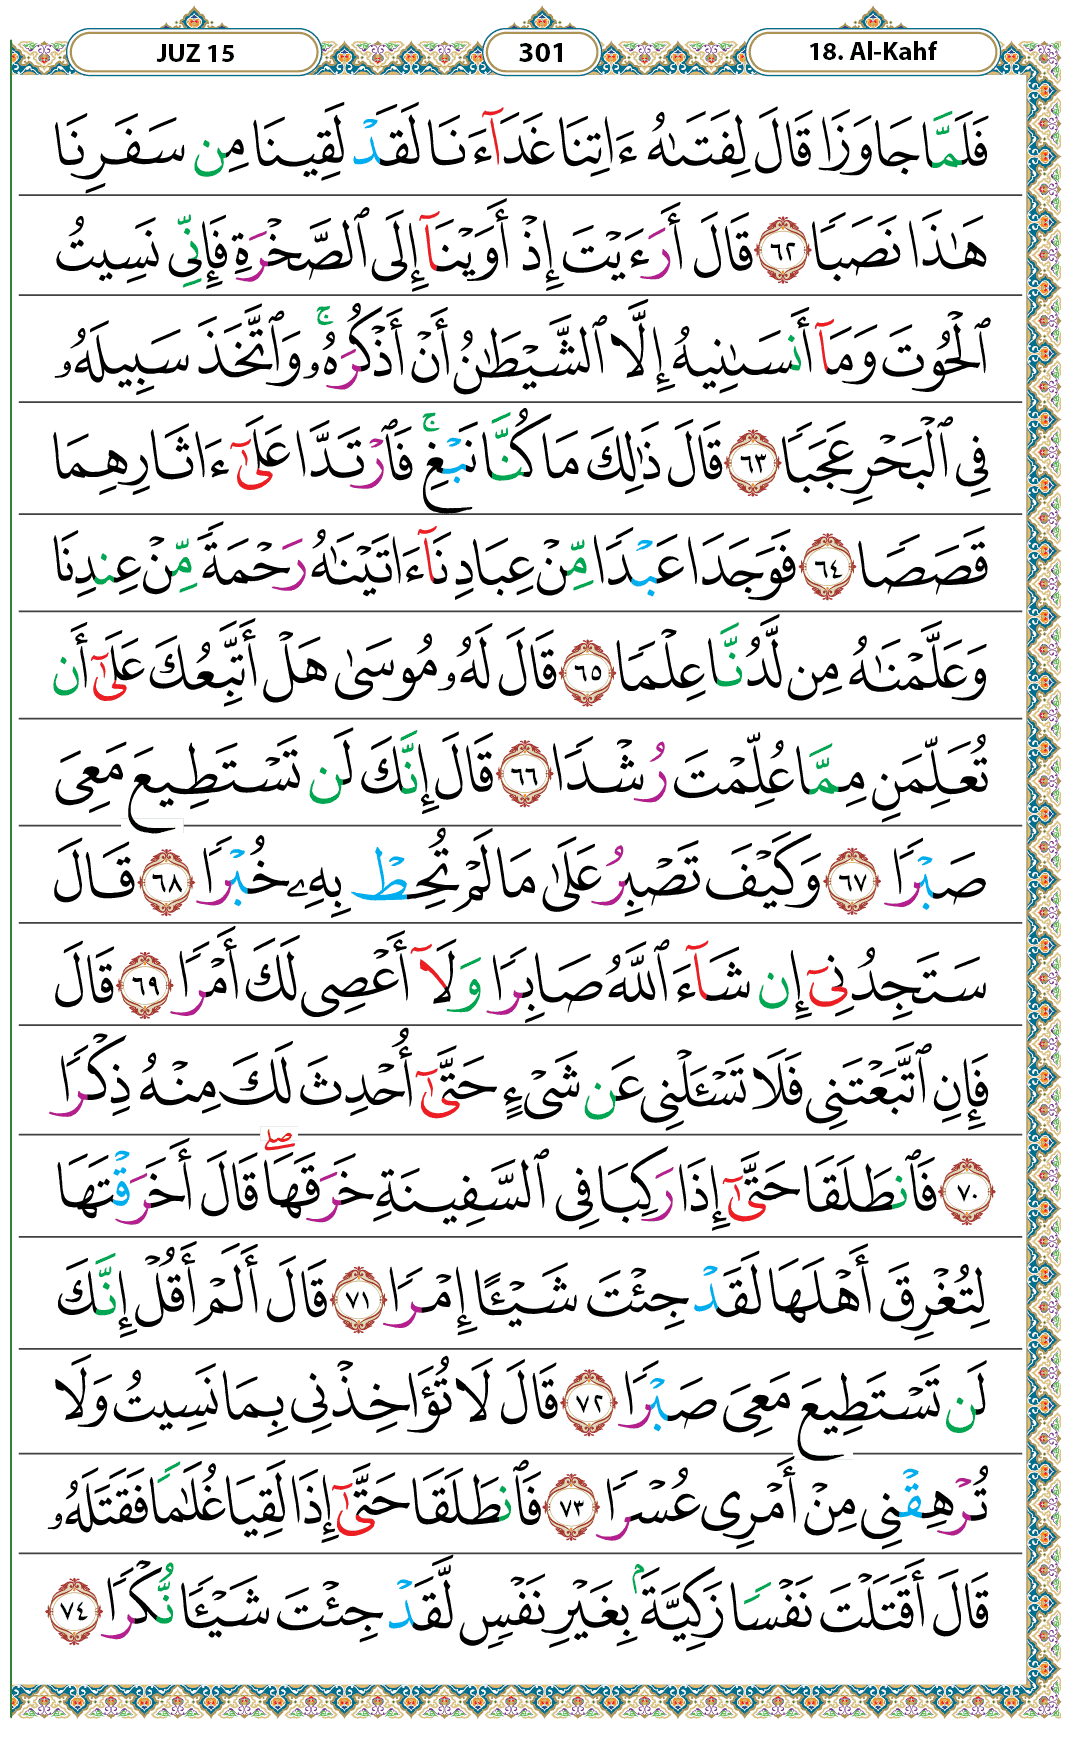 JUZ 15
301
18. Al-Kahf
فَلَمَّا جَاوَزَا قَالَ لِفَتَىٰهُ ءَاتِنَا غَدَآءَنَا لَقَدْ لَقِينَا مِن سَفَرِنَا
هَٰذَا نَصَبًا ٦٢ قَالَ أَرَءَيْتَ إِذْ أَوَيْنَآ إِلَى ٱلصَّخْرَةِ فَإِنِّى نَسِيتُ
ٱلْحُوتَ وَمَآ أَنسَىٰنِيهُ إِلَّا ٱلشَّيْطَٰنُ أَنْ أَذْكُرَهُۥ ۚ وَٱتَّخَذَ سَبِيلَهُۥ
فِى ٱلْبَحْرِ عَجَبًا ٦٣ قَالَ ذَٰلِكَ مَا كُنَّا نَبْغِ ۚ فَٱرْتَدَّا عَلَىٰٓ ءَاثَارِهِمَا
قَصَصًا ٦٤ فَوَجَدَا عَبْدًا مِّنْ عِبَادِنَآ ءَاتَيْنَٰهُ رَحْمَةً مِّنْ عِندِنَا
وَعَلَّمْنَٰهُ مِن لَّدُنَّا عِلْمًا ٦٥ قَالَ لَهُۥ مُوسَىٰ هَلْ أَتَّبِعُكَ عَلَىٰٓ أَن
تُعَلِّمَنِ مِمَّا عُلِّمْتَ رُشْدًا ٦٦ قَالَ إِنَّكَ لَن تَسْتَطِيعَ مَعِىَ
صَبْرًا ٦٧ وَكَيْفَ تَصْبِرُ عَلَىٰ مَا لَمْ تُحِطْ بِهِۦ خُبْرًا ٦٨ قَالَ
سَتَجِدُنِىٓ إِن شَآءَ ٱللَّهُ صَابِرًا وَلَآ أَعْصِى لَكَ أَمْرًا ٦٩ قَالَ
فَإِنِ ٱتَّبَعْتَنِى فَلَا تَسْـَٔلْنِى عَن شَىْءٍ حَتَّىٰٓ أُحْدِثَ لَكَ مِنْهُ ذِكْرًا
٧٠ فَٱنطَلَقَا حَتَّىٰٓ إِذَا رَكِبَا فِى ٱلسَّفِينَةِ خَرَقَهَا ۖ قَالَ أَخَرَقْتَهَا
لِتُغْرِقَ أَهْلَهَا لَقَدْ جِئْتَ شَيْـًٔا إِمْرًا ٧١ قَالَ أَلَمْ أَقُلْ إِنَّكَ
لَن تَسْتَطِيعَ مَعِىَ صَبْرًا ٧٢ قَالَ لَا تُؤَاخِذْنِى بِمَا نَسِيتُ وَلَا
تُرْهِقْنِى مِنْ أَمْرِى عُسْرًا ٧٣ فَٱنطَلَقَا حَتَّىٰٓ إِذَا لَقِيَا غُلَٰمًا فَقَتَلَهُۥ
قَالَ أَقَتَلْتَ نَفْسًا زَكِيَّةًۢ بِغَيْرِ نَفْسٍ لَّقَدْ جِئْتَ شَيْـًٔا نُّكْرًا ٧٤